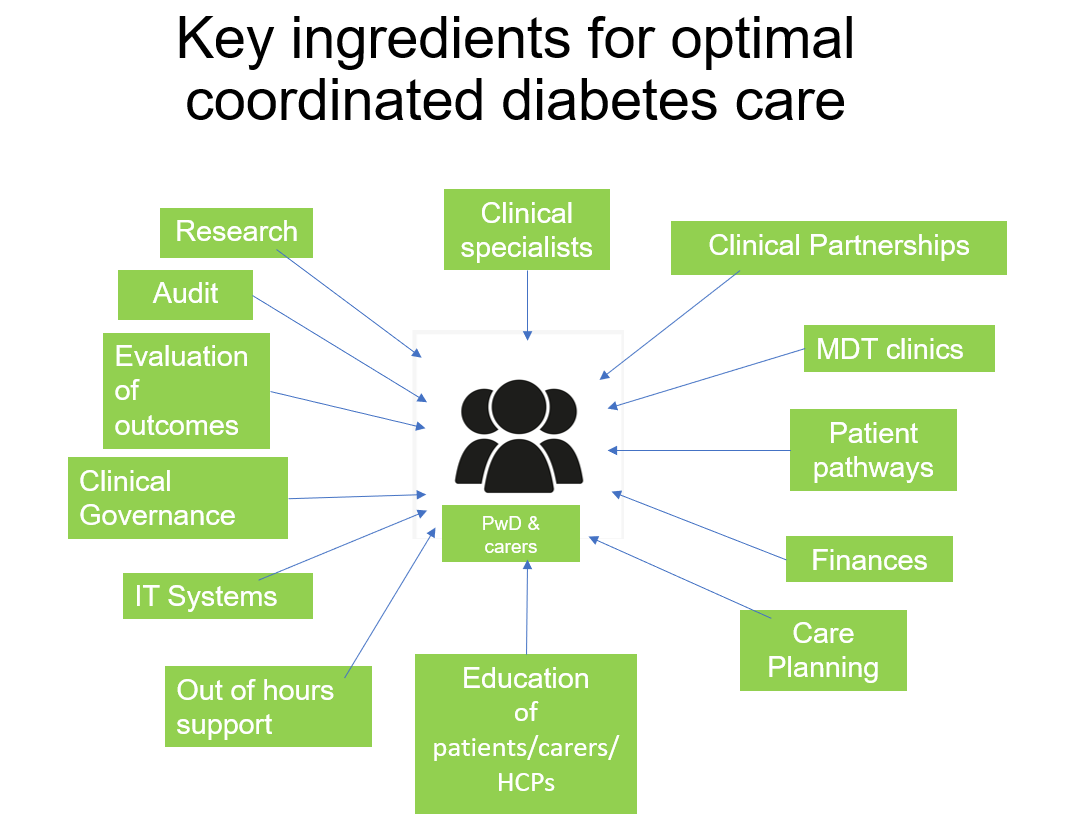 Key ingredients for optimal
coordinated diabetes care
Research
Clinical
specialists
Clinical Partnerships
Audit
Evaluation
of
outcomes
MDT clinics
Patient
pathways
Clinical
Governance
PwD &
carers
Finances
IT Systems
Care
Planning
Out of hours
support
Education
of
patients/carers/
HCPs